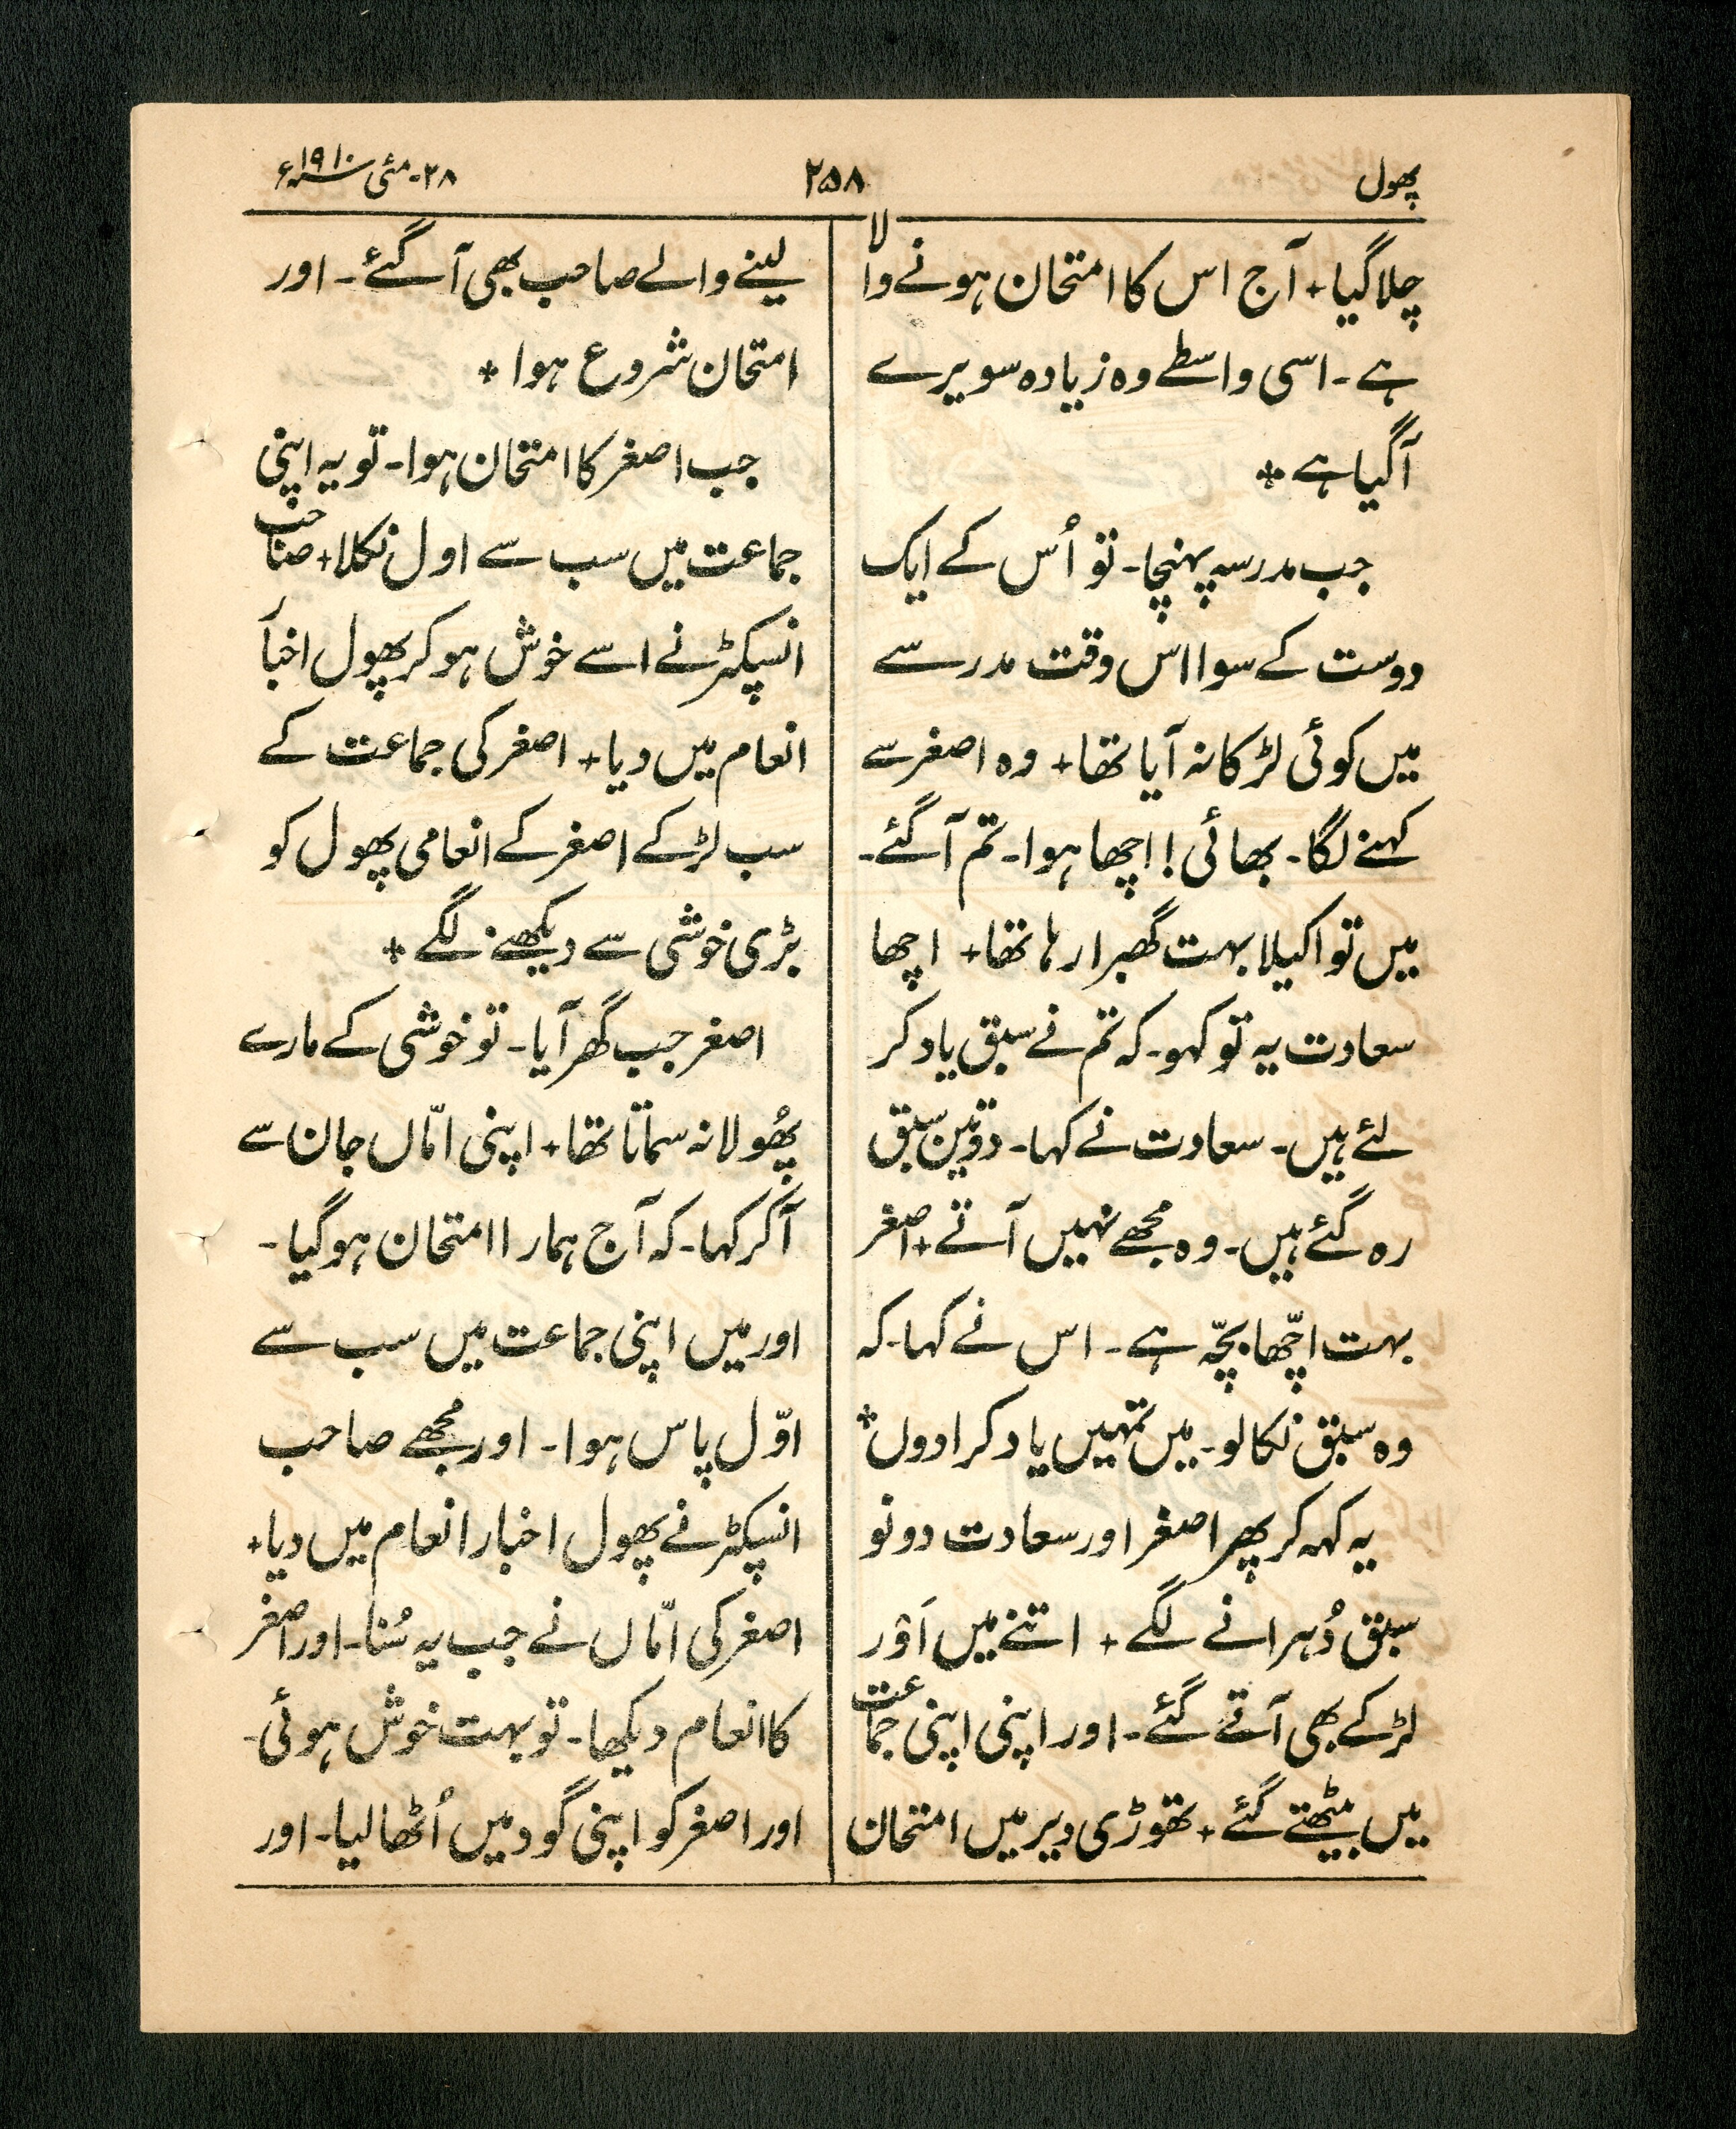 پھول
۲۵۸
۲۸۔ مئی سنہ ۱۹۱۰ء
چلا گیا+ آج اس کا امتحان ہونے والا
ہے۔ اسی واسطے وہ زیادہ سویرے
آگیا ہے +
جب مدرسہ پہنچا۔ تو اُس کے ایک
دوست کے سوا اس وقت مدرسے
میں کوئی لڑکا نہ آیا تھا+ وہ اصغر سے
کہنے لگا۔ بھائی! اچھا ہوا۔ تم آگئے۔
میں تو اکیلا بہت گھبرا رہا تھا+ اچھا
سعادت یہ تو کہو۔ کہ تم نے سبق یاد کر
لئے ہیں۔ سعادت نے کہا۔ دو تین سبق
رہ گئے ہیں۔ وہ مجھے نہیں آتے+ اصغر
بہت اچّھا بچّہ ہے۔ اس نے کہا۔ کہ
وہ سبق نکالو۔ میں تمہیں یاد کرا دوں+
یہ کہہ کر پھر اصغر اور سعادت دونو
سبق دُہرانے لگے + اتنے میں اَوْر
لڑکے بھی آتے گئے۔ اور اپنی اپنی جماعت
میں بیٹھتے گئے+ تھوڑی دیر میں امتحان
لینے والے صاحب بھی آگئے۔ اور
امتحان شروع ہوا +
جب اصغر کا امتحان ہوا۔ تو یہ اپنی
جماعت میں سب سے اول نکلا+ صاحب
انسپکٹر نے اسے خوش ہو کر پھول اخبار
انعام میں دیا+ اصغر کی جماعت کے
سب لڑکے اصغر کے انعامی پھول کو
بڑی خوشی سے دیکھنے لگے +
اصغر جب گھر آیا۔ تو خوشی کے مارے
پُھولا نہ سماتا تھا+ اپنی امّاں جان سے
آکر کہا۔ کہ آج ہمارا امتحان ہو گیا۔
اور میں اپنی جماعت میں سب سے
اوّل پاس ہوا۔ اور مجھے صاحب
انسپکٹر نے پھول اخبار انعام میں دیا+
اصغر کی امّاں نے جب یہ سُنا۔ اور اصغر
کا انعام دیکھا۔ تو بہت خوش ہوئی۔
اور اصغر کو اپنی گود میں اُٹھا لیا۔ اور